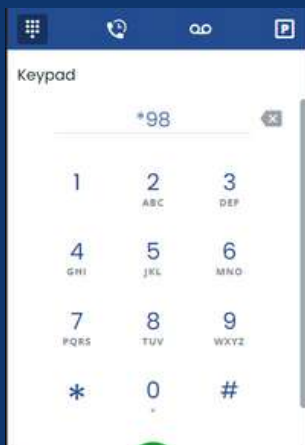 P
Keypad
*98
1 2 3
ABC DEF
4 5 6
GHI JKL MNO
7 8 9
PQRS TUV WXYZ
* 0 #